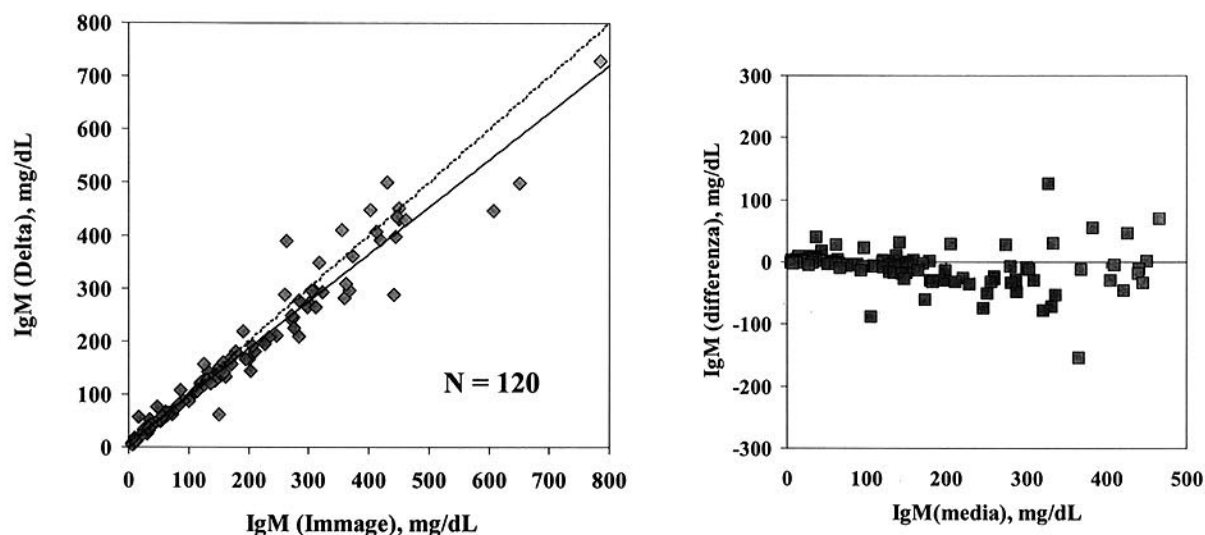 800
700
600
500
400
300
200
100
0
IgM (Delta), mg/dL
N = 120
0 100 200 300 400 500 600 700 800
IgM (Immage), mg/dL
300
200
100
0
-100
-200
-300
IgM (differenza), mg/dL
0 100 200 300 400 500
IgM(media), mg/dL